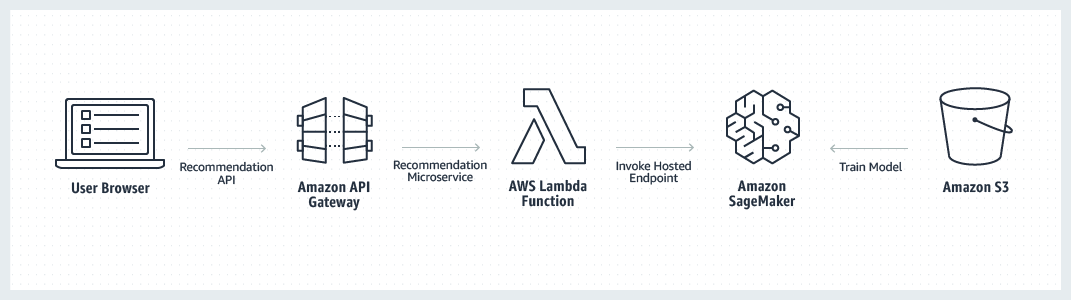 User Browser
Recommendation
API
Amazon API
Gateway
Recommendation
Microservice
AWS Lambda
Function
Invoke Hosted
Endpoint
Amazon
SageMaker
Train Model
Amazon S3